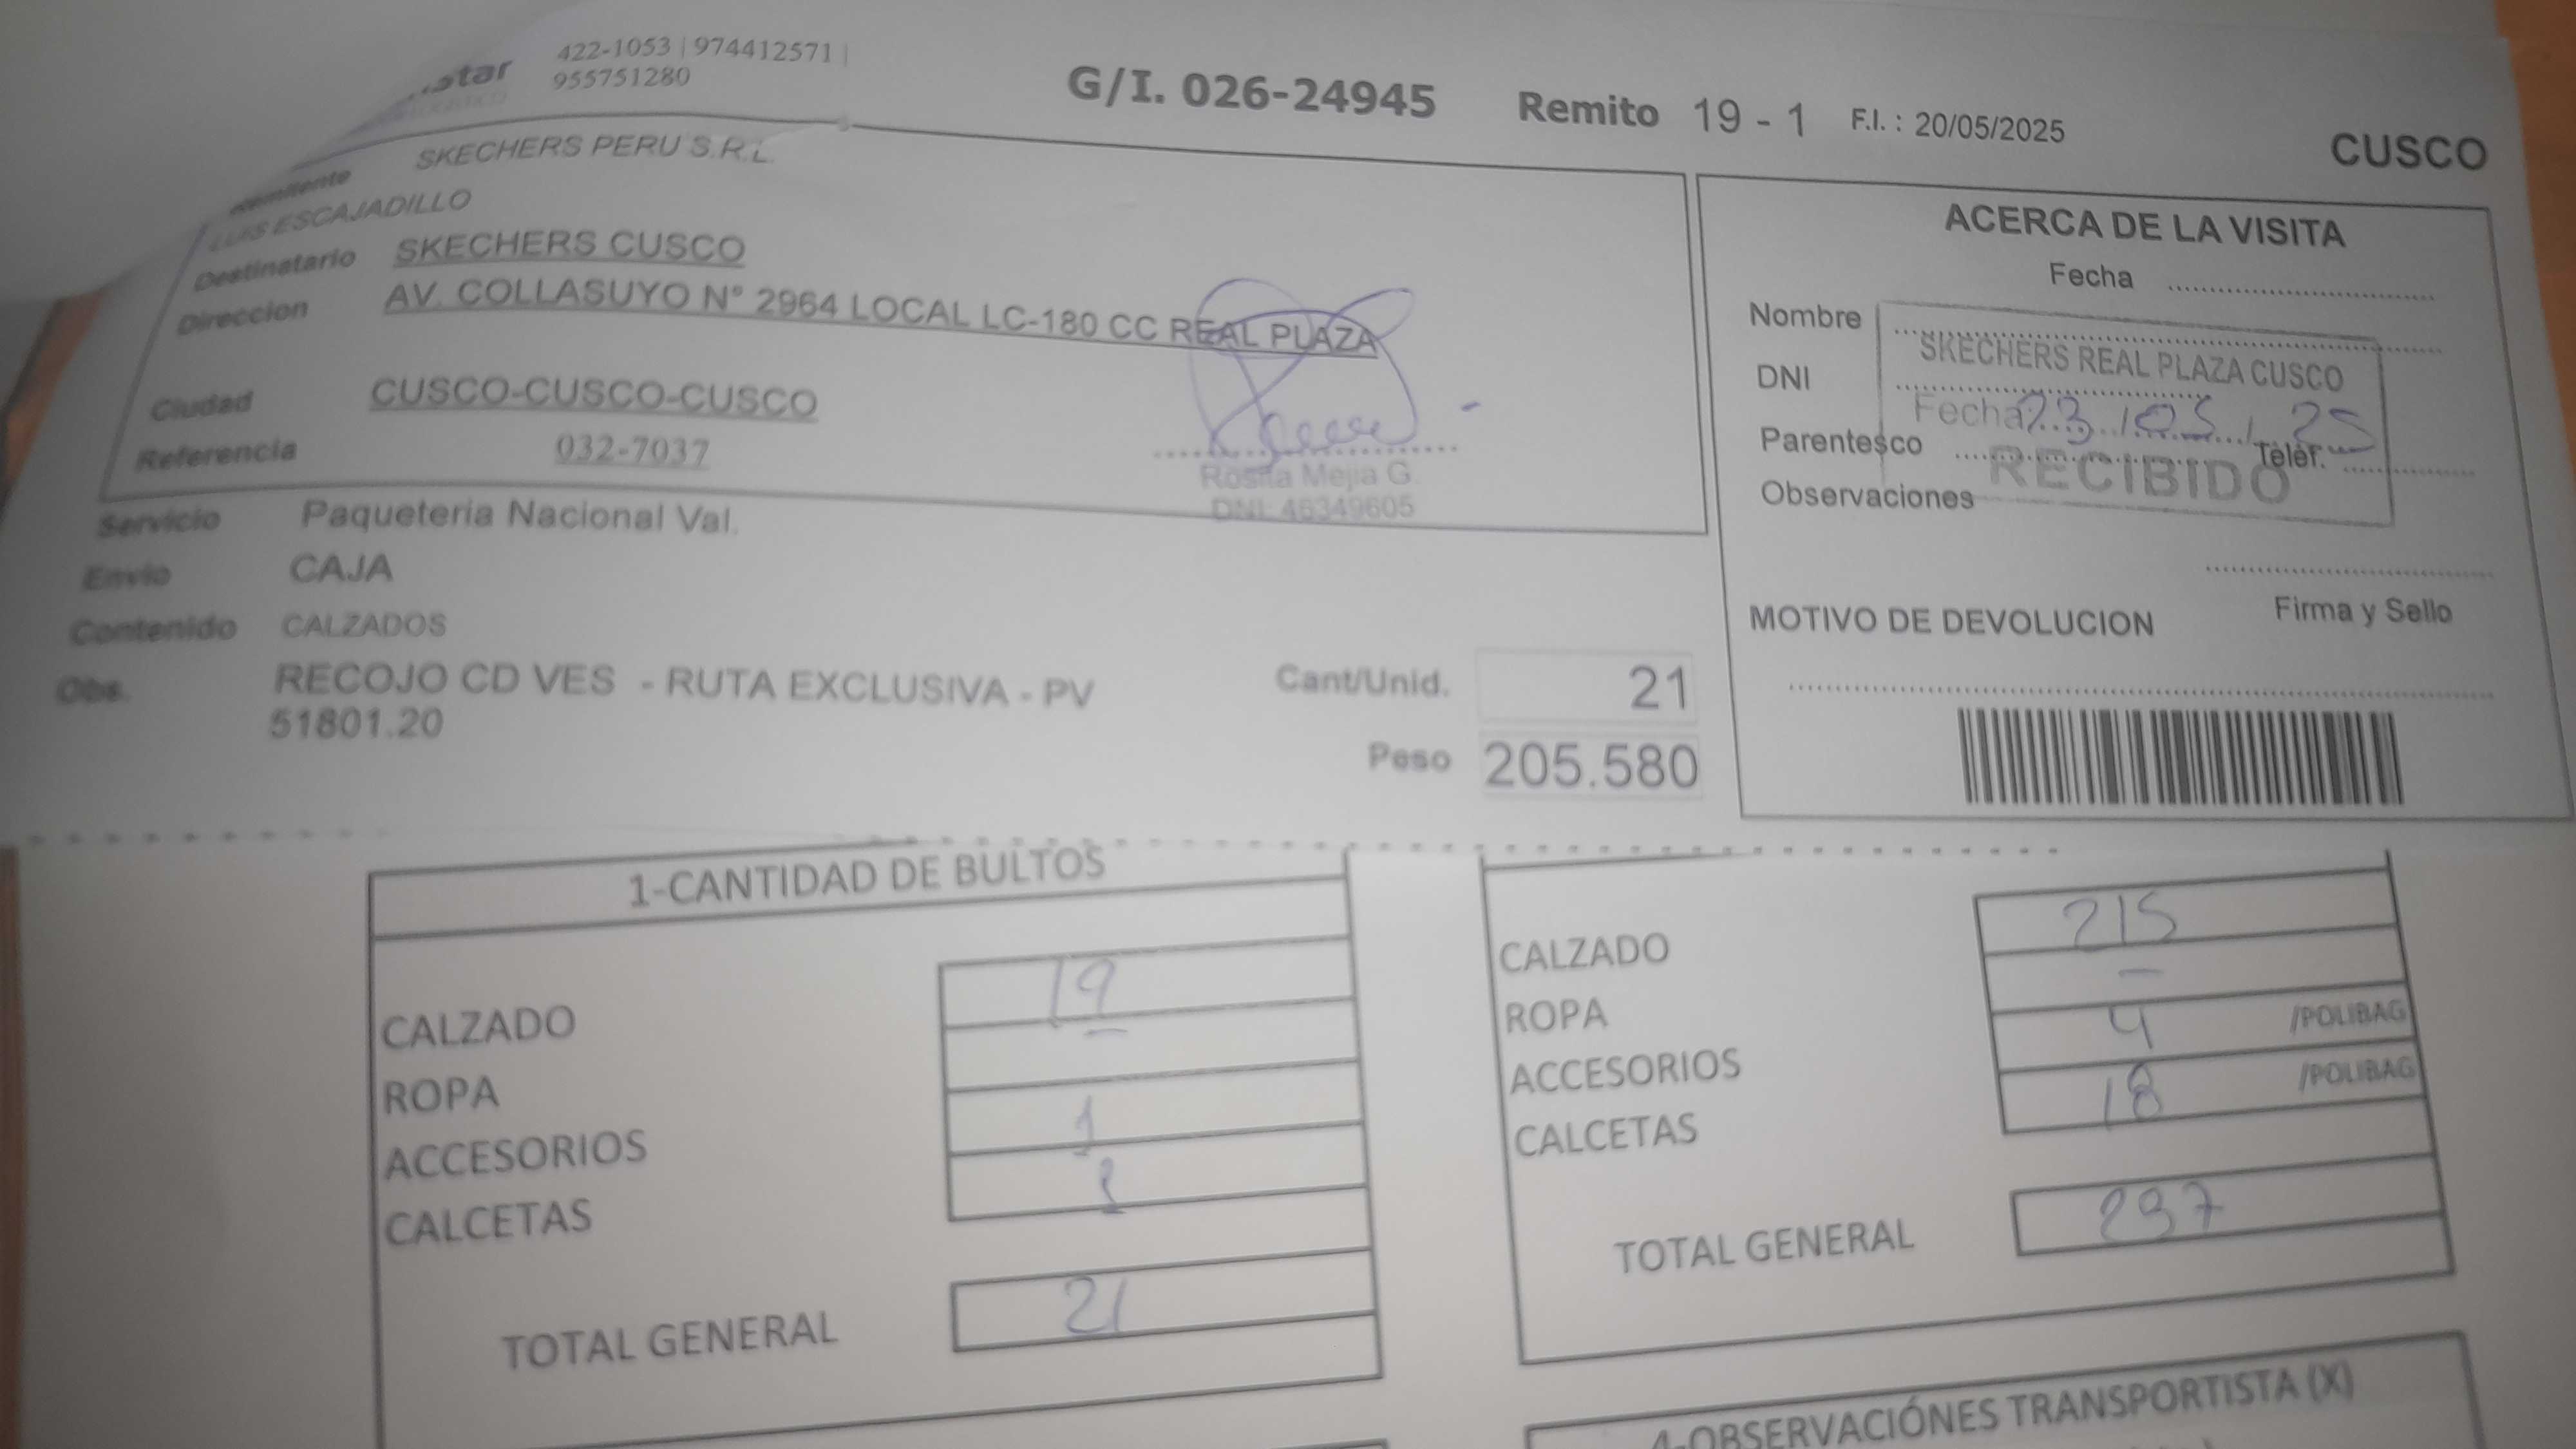 422-1053 | 974412571 |
955751280
G/I. 026-24945 Remito 19 - 1 F.I. : 20/05/2025
CUSCO
SKECHERS PERU S.R.L.
LUIS ESCAJADILLO
Destinatario SKECHERS CUSCO
Direccion AV. COLLASUYO N° 2964 LOCAL LC-180 CC REAL PLAZA
Ciudad CUSCO-CUSCO-CUSCO
Referencia 032-7037
Rosita Mejia G.
DNI: 46349605
Servicio Paqueteria Nacional Val.
Envio CAJA
Contenido CALZADOS
Obs. RECOJO CD VES - RUTA EXCLUSIVA - PV
51801.20
Cant/Unid. 21
Peso 205.580
ACERCA DE LA VISITA
Fecha
Nombre
SKECHERS REAL PLAZA CUSCO
DNI
Fecha 23/05/25
Parentesco
Telef.
RECIBIDO
Observaciones
Firma y Sello
MOTIVO DE DEVOLUCION
1-CANTIDAD DE BULTOS
CALZADO 19
ROPA -
ACCESORIOS 1
CALCETAS 1
TOTAL GENERAL 21
CALZADO 215
ROPA -
ACCESORIOS 4 /POLIBAG
CALCETAS 18 /POLIBAG
TOTAL GENERAL 237
4-OBSERVACIÓNES TRANSPORTISTA (X)